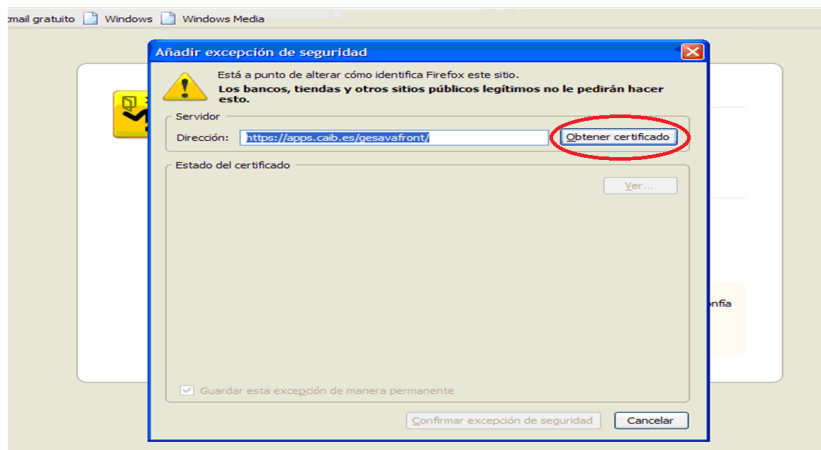 gratuito Windows Windows Media
Añadir excepción de seguridad
Está a punto de alterar cómo identifica Firefox este sitio.
Los bancos, tiendas y otros sitios públicos legítimos no le pedirán hacer
esto.
Servidor
Dirección: https://apps.caib.es/gesavafront/ Obtener certificado
Estado del certificado
Ver...
Guardar esta excepción de manera permanente
Confirmar excepción de seguridad Cancelar